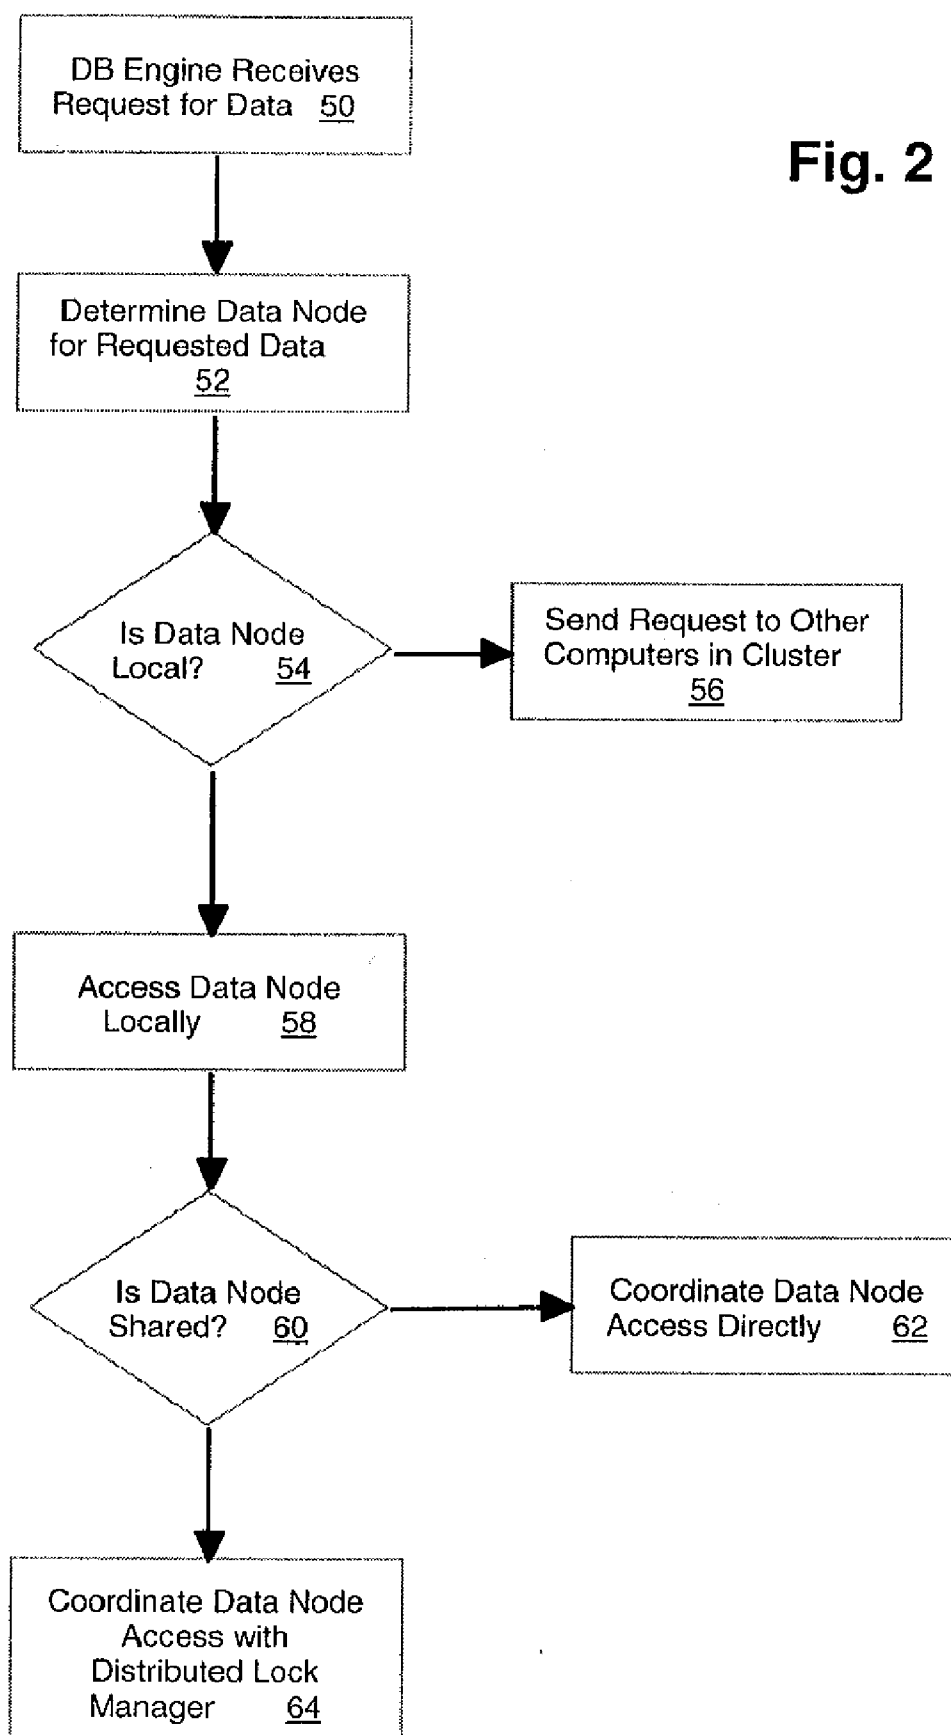 DB Engine Receives
Request for Data 50
Fig. 2
Determine Data Node
for Requested Data
52
Is Data Node
Local? 54
Send Request to Other
Computers in Cluster
56
Access Data Node
Locally 58
Is Data Node
Shared? 60
Coordinate Data Node
Access Directly 62
Coordinate Data Node
Access with
Distributed Lock
Manager 64